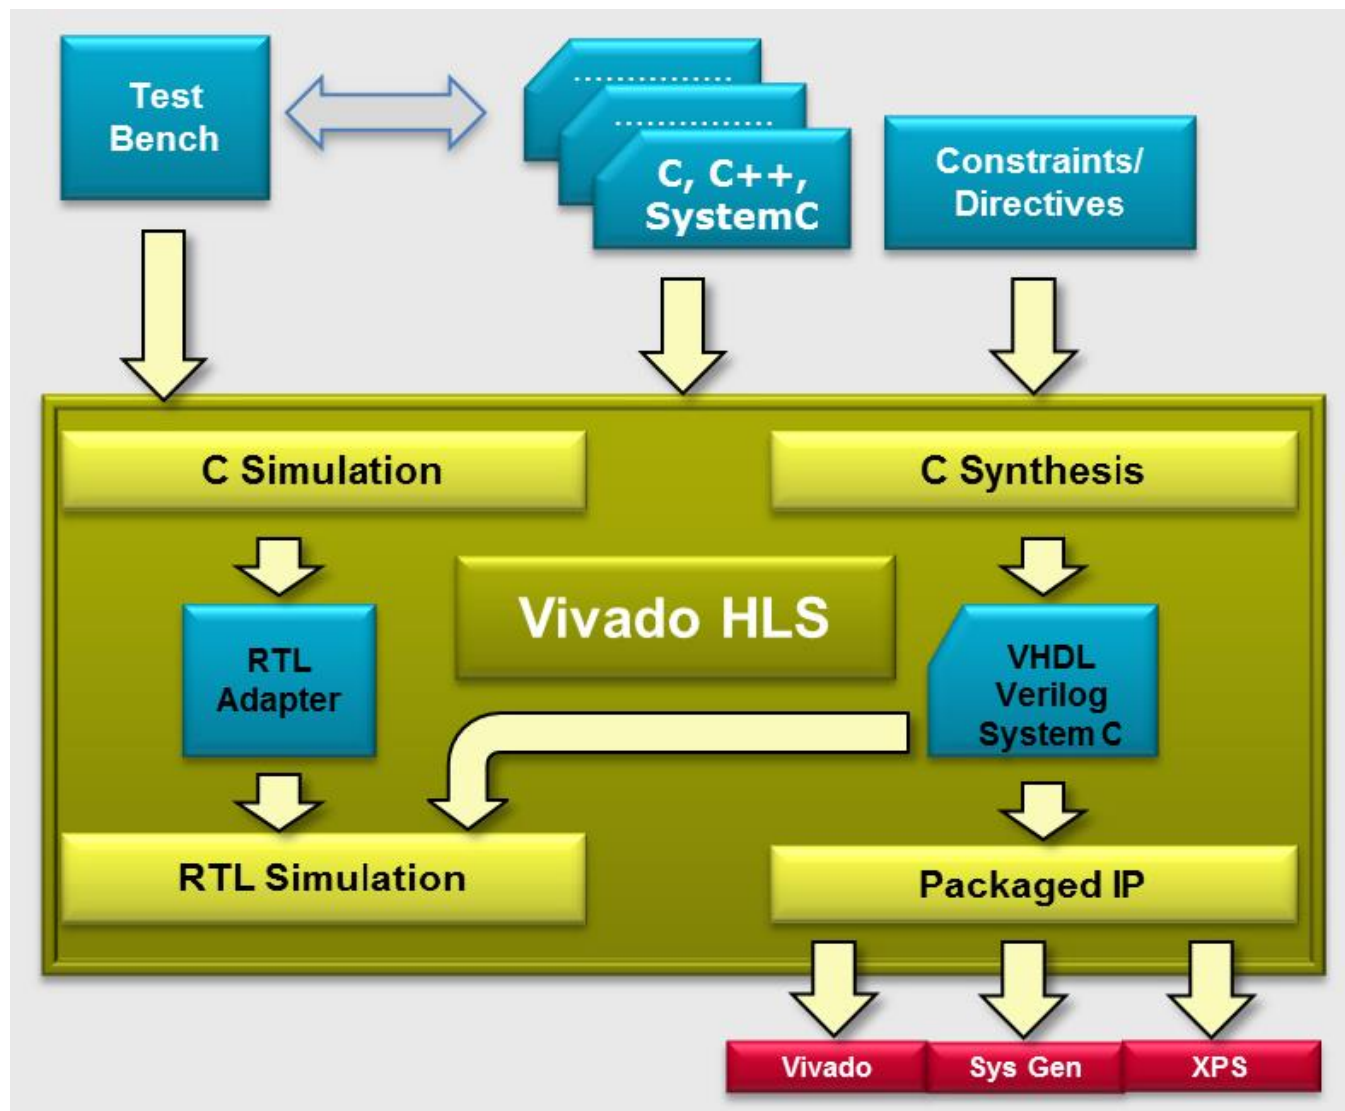 Test
Bench
...............
...............
C, C++,
SystemC
Constraints/
Directives
C Simulation
C Synthesis
Vivado HLS
RTL
Adapter
VHDL
Verilog
System C
RTL Simulation
Packaged IP
Vivado
Sys Gen
XPS